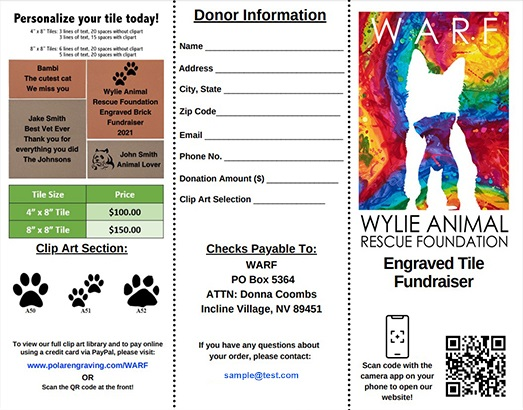 Personalize your tile today!
4" x 8" Tiles: 3 lines of text, 20 spaces without clipart
3 lines of text, 15 spaces with clipart
8" x 8" Tiles: 6 lines of text, 20 spaces without clipart
5 lines of text, 20 spaces with clipart
Bambi
The cutest cat
We miss you
Wylie Animal
Rescue Foundation
Engraved Brick
Fundraiser
2021
Jake Smith
Best Vet Ever
Thank you for
everything you did
The Johnsons
John Smith
Animal Lover
Tile Size Price
4" x 8" Tile $100.00
8" x 8" Tile $150.00
Clip Art Section:
A50 A51 A52
To view our full clip art library and to pay online
using a credit card via PayPal, please visit:
www.polarengraving.com/WARF
OR
Scan the QR code at the front!
Donor Information
Name
Address
City, State
Zip Code
Email
Phone No.
Donation Amount ($)
Clip Art Selection
Checks Payable To:
WARF
PO Box 5364
ATTN: Donna Coombs
Incline Village, NV 89451
If you have any questions about
your order, please contact:
sample@test.com
WARF
WYLIE ANIMAL
RESCUE FOUNDATION
Engraved Tile
Fundraiser
Scan code with the
camera app on your
phone to open our
website!